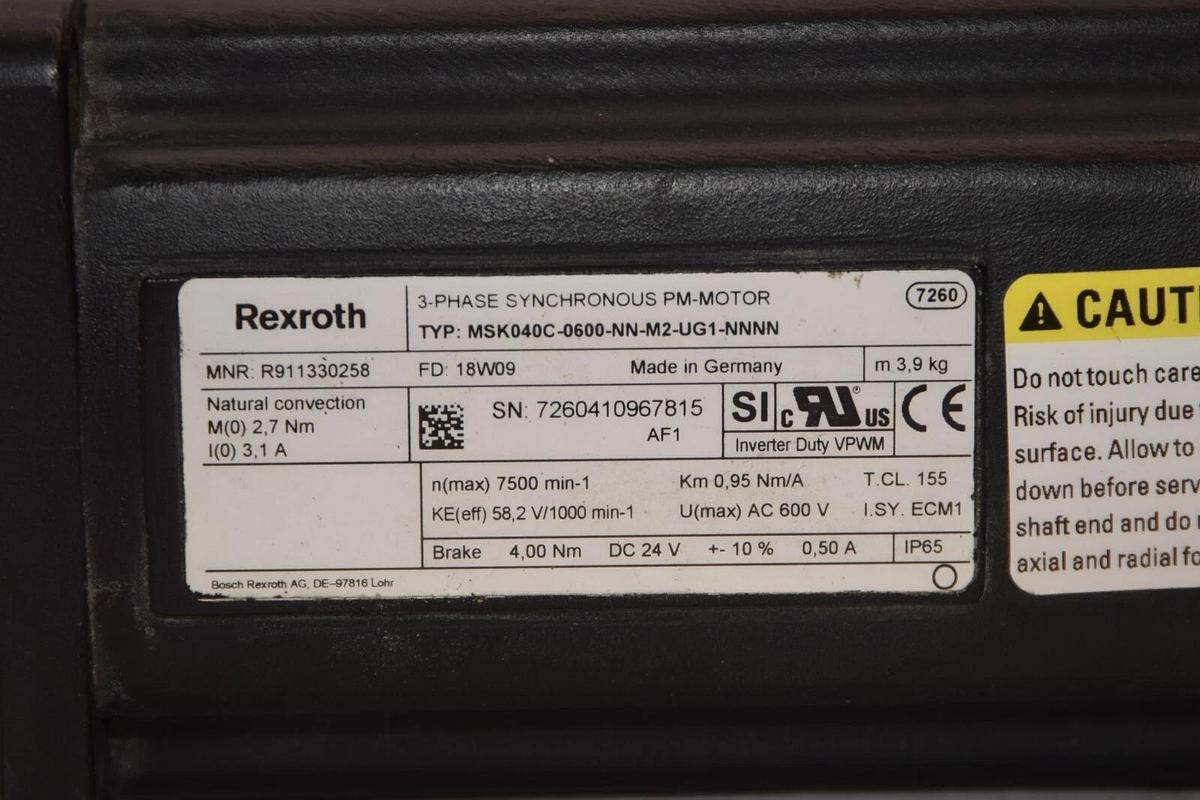 Rexroth
3-PHASE SYNCHRONOUS PM-MOTOR
7260
TYP: MSK040C-0600-NN-M2-UG1-NNNN
MNR: R911330258
FD: 18W09
Made in Germany
m 3,9 kg
Natural convection
M(0) 2,7 Nm
I(0) 3,1 A
SN: 7260410967815
AF1
SI
c RU US
CE
Inverter Duty VPWM
n(max) 7500 min-1
Km 0,95 Nm/A
T.CL. 155
KE(eff) 58,2 V/1000 min-1
U(max) AC 600 V
I.SY. ECM1
Brake 4,00 Nm DC 24 V +- 10 % 0,50 A
IP65
Bosch Rexroth AG, DE-97816 Lohr
CAUT
Do not touch care
Risk of injury due
surface. Allow to
down before serv
shaft end and do
axial and radial fo